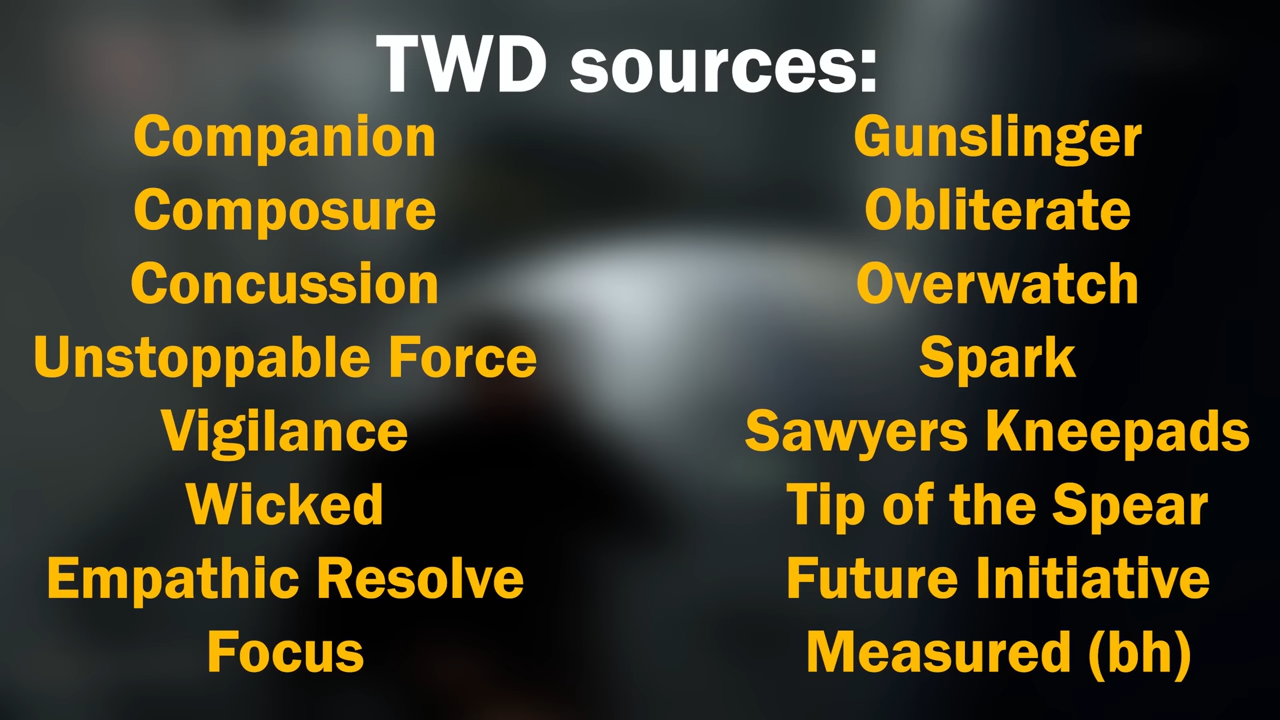 TWD sources:
Companion
Composure
Concussion
Unstoppable Force
Vigilance
Wicked
Empathic Resolve
Focus
Gunslinger
Obliterate
Overwatch
Spark
Sawyers Kneepads
Tip of the Spear
Future Initiative
Measured (bh)